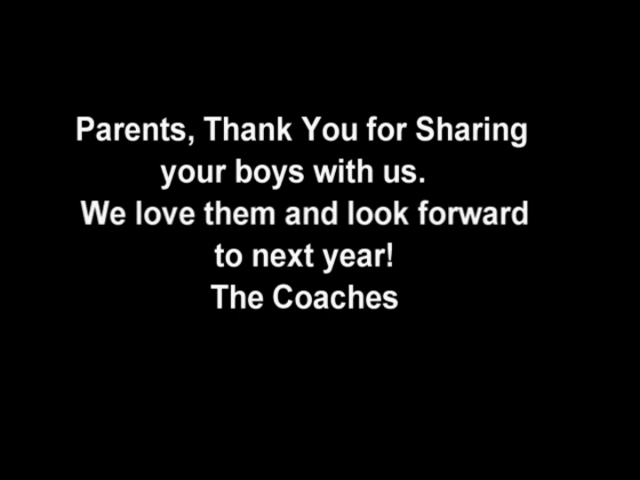 Parents, Thank You for Sharing
your boys with us.
We love them and look forward
to next year!
The Coaches